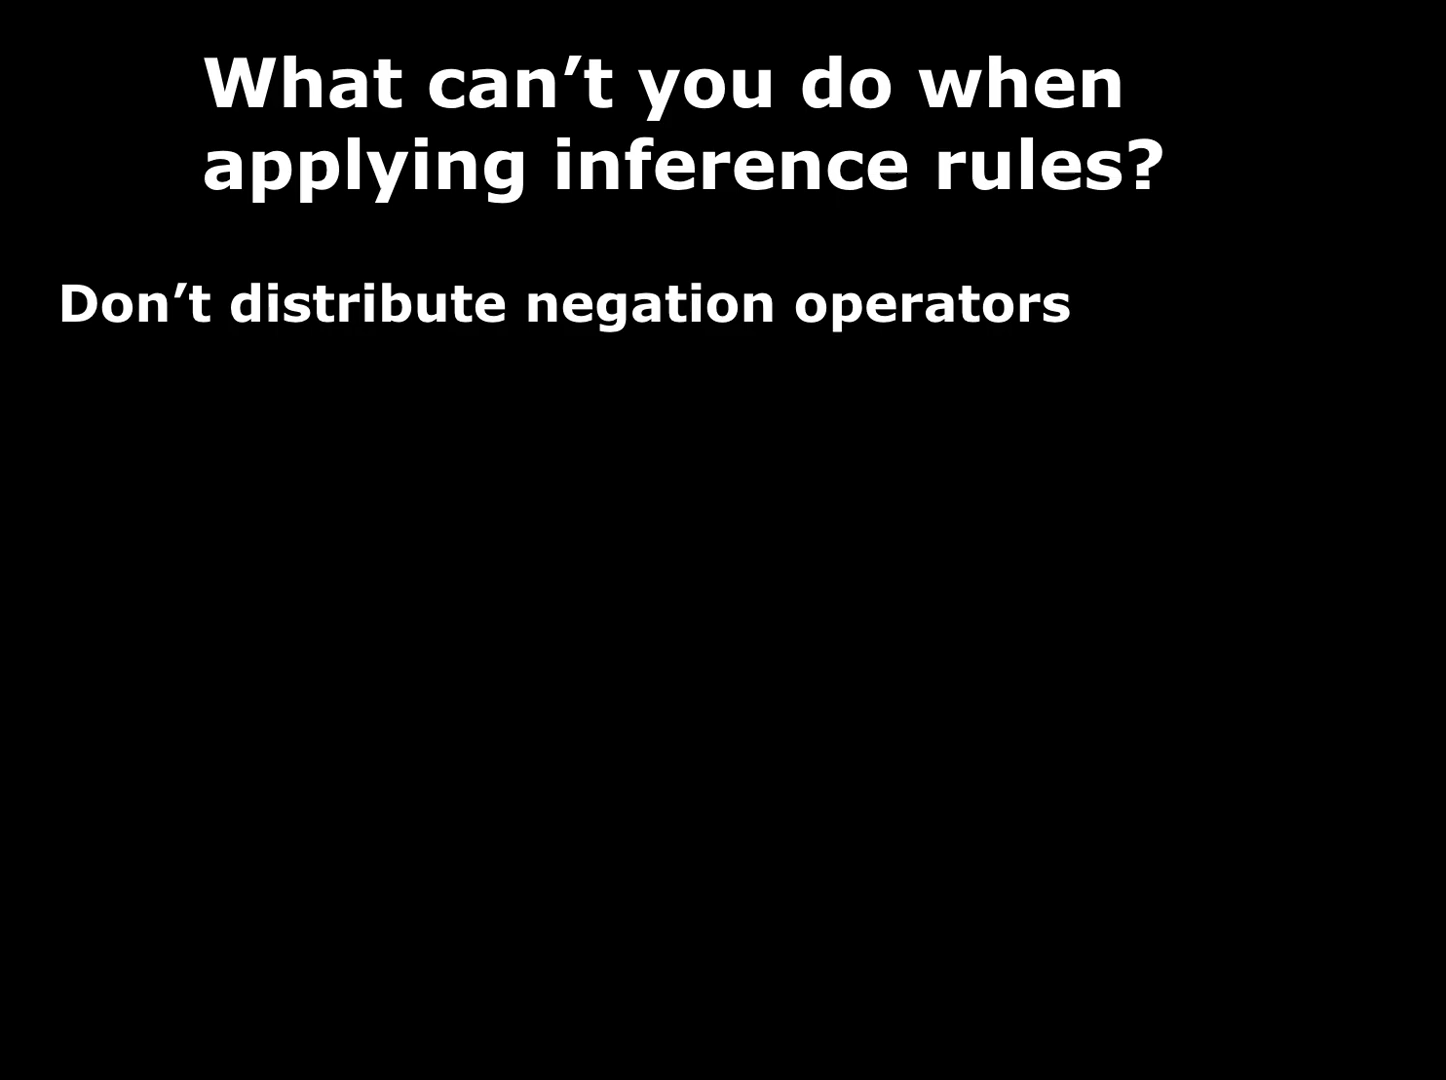 What can’t you do when
applying inference rules?
Don’t distribute negation operators